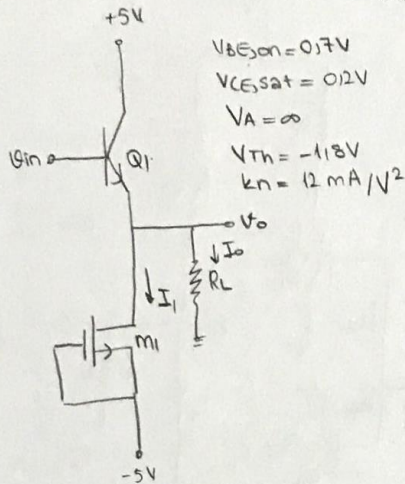 +5V
VBE,on = 0,7V
VCE,sat = 0,2V
VA = ∞
VTh = -1,8V
kn = 12 mA/V²
Vin
Q1
Vo
Io
RL
I1
M1
-5V